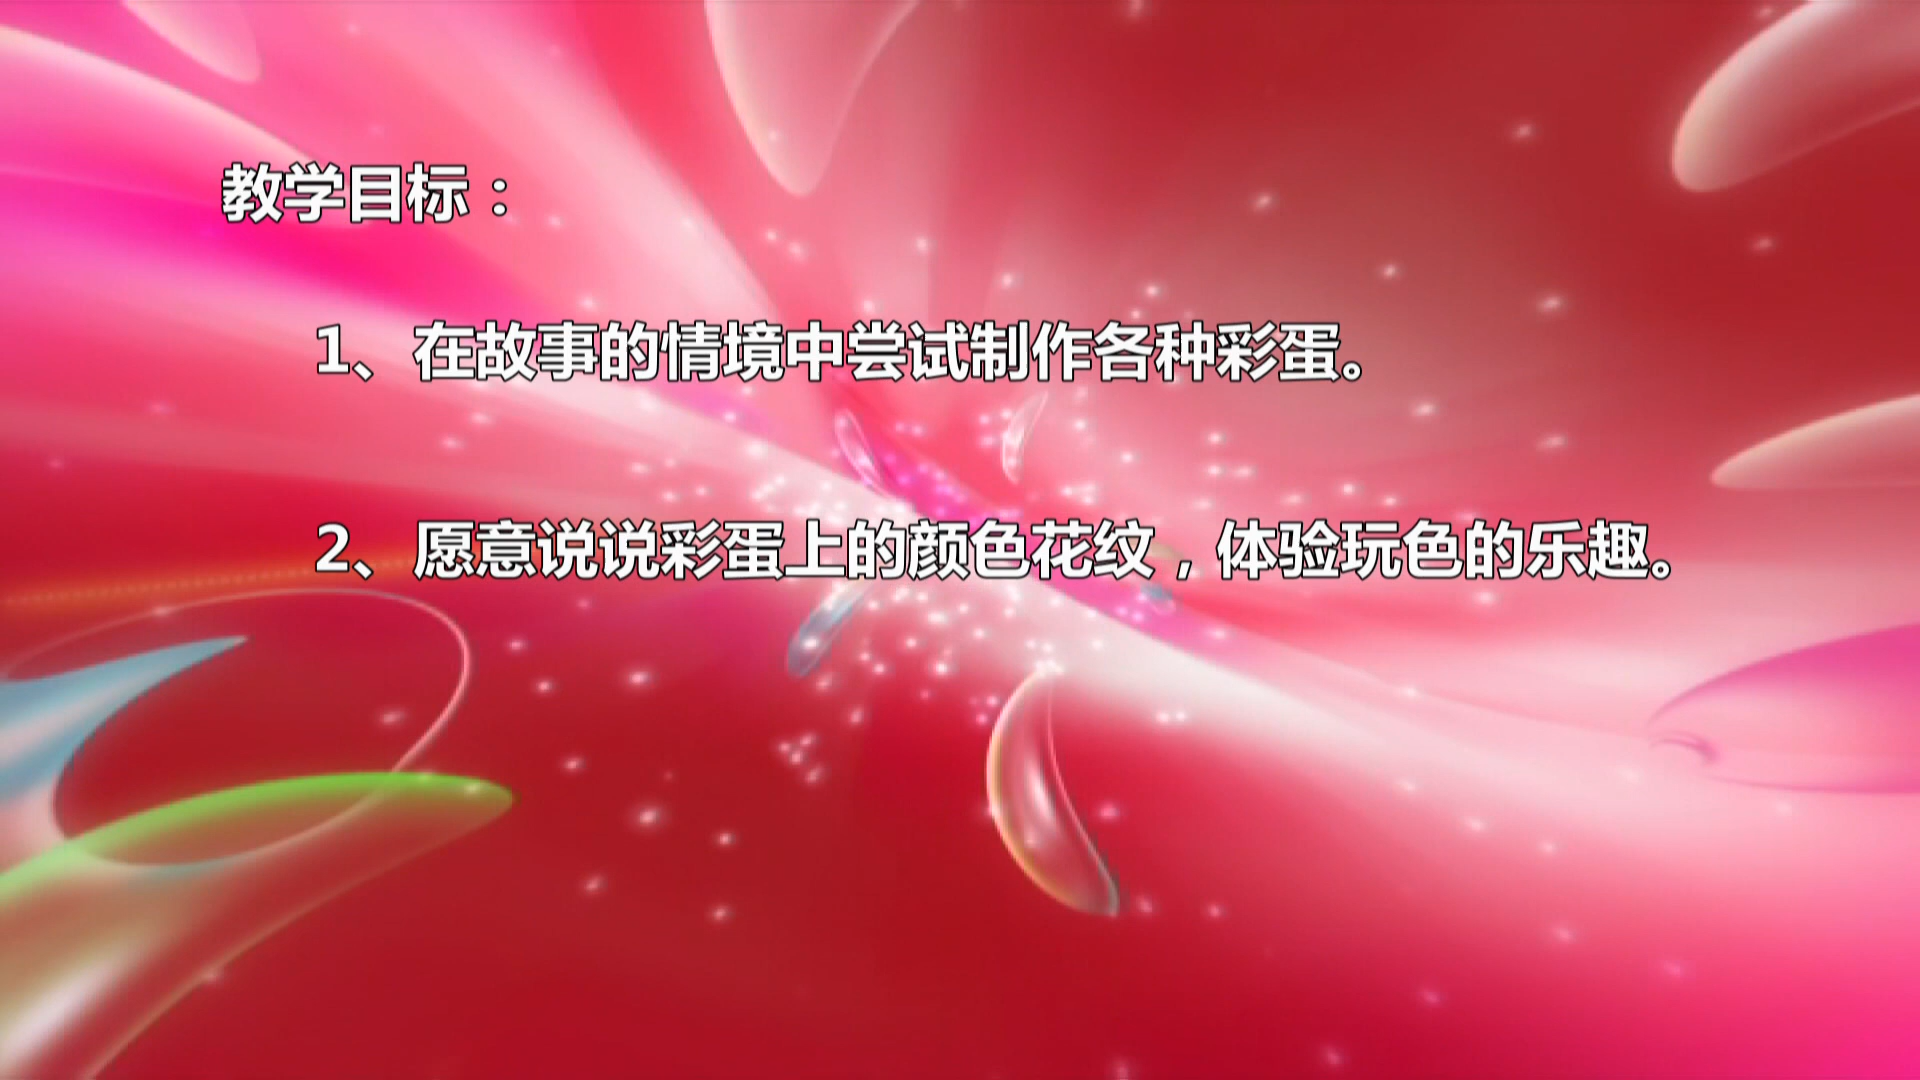 教学目标：
1、在故事的情境中尝试制作各种彩蛋。
2、愿意说说彩蛋上的颜色花纹，体验玩色的乐趣。